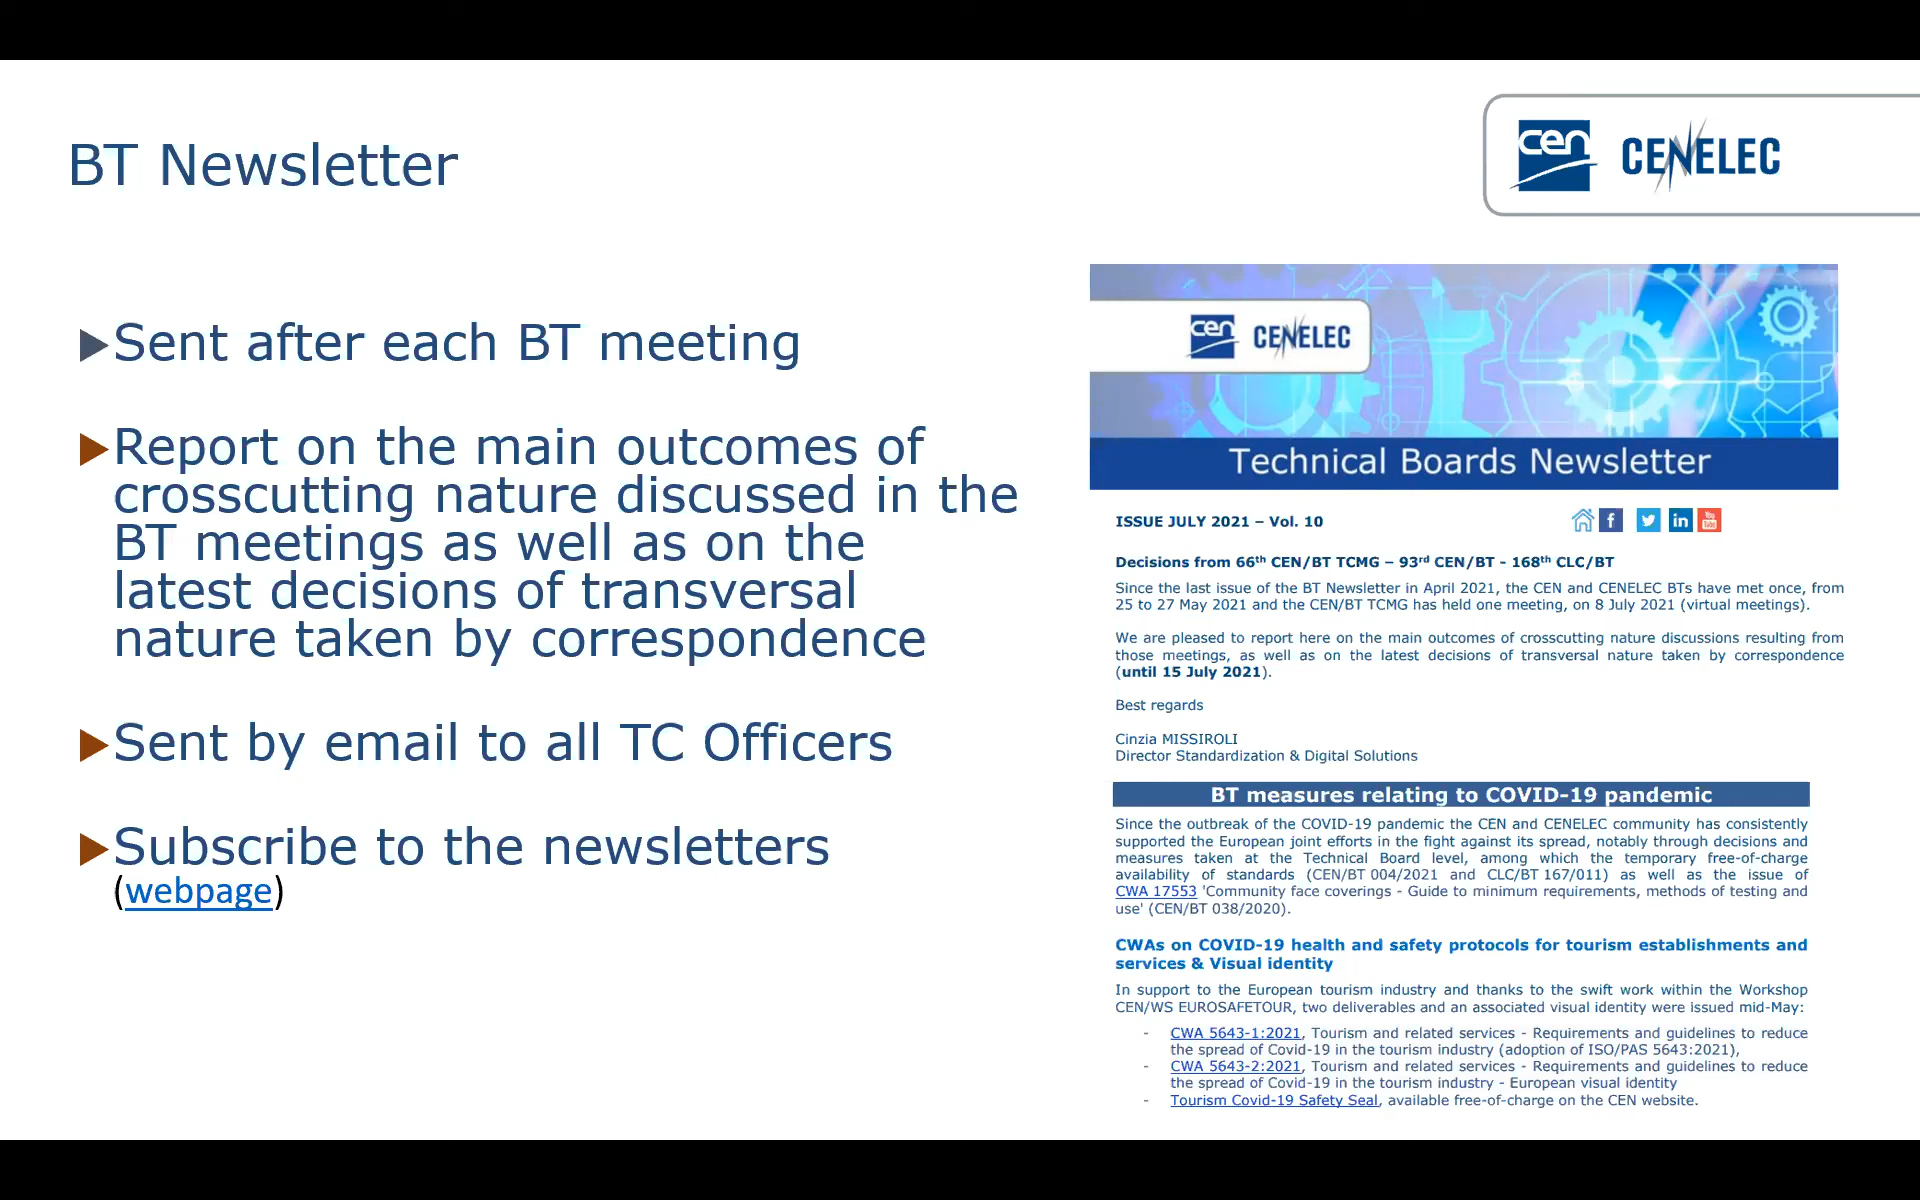 BT Newsletter
cen
CENELEC
Sent after each BT meeting
Report on the main outcomes of
crosscutting nature discussed in the
BT meetings as well as on the
latest decisions of transversal
nature taken by correspondence
Sent by email to all TC Officers
Subscribe to the newsletters
(webpage)
cen
CENELEC
Technical Boards Newsletter
ISSUE JULY 2021 – Vol. 10
f
in
You
Tube
Decisions from 66th CEN/BT TCMG – 93rd CEN/BT - 168th CLC/BT
Since the last issue of the BT Newsletter in April 2021, the CEN and CENELEC BTs have met once, from
25 to 27 May 2021 and the CEN/BT TCMG has held one meeting, on 8 July 2021 (virtual meetings).
We are pleased to report here on the main outcomes of crosscutting nature discussions resulting from
those meetings, as well as on the latest decisions of transversal nature taken by correspondence
(until 15 July 2021).
Best regards
Cinzia MISSIROLI
Director Standardization & Digital Solutions
BT measures relating to COVID-19 pandemic
Since the outbreak of the COVID-19 pandemic the CEN and CENELEC community has consistently
supported the European joint efforts in the fight against its spread, notably through decisions and
measures taken at the Technical Board level, among which the temporary free-of-charge
availability of standards (CEN/BT 004/2021 and CLC/BT 167/011) as well as the issue of
CWA 17553 'Community face coverings - Guide to minimum requirements, methods of testing and
use' (CEN/BT 038/2020).
CWAs on COVID-19 health and safety protocols for tourism establishments and
services & Visual identity
In support to the European tourism industry and thanks to the swift work within the Workshop
CEN/WS EUROSAFETOUR, two deliverables and an associated visual identity were issued mid-May:
- CWA 5643-1:2021, Tourism and related services - Requirements and guidelines to reduce
the spread of Covid-19 in the tourism industry (adoption of ISO/PAS 5643:2021),
- CWA 5643-2:2021, Tourism and related services - Requirements and guidelines to reduce
the spread of Covid-19 in the tourism industry - European visual identity
- Tourism Covid-19 Safety Seal, available free-of-charge on the CEN website.